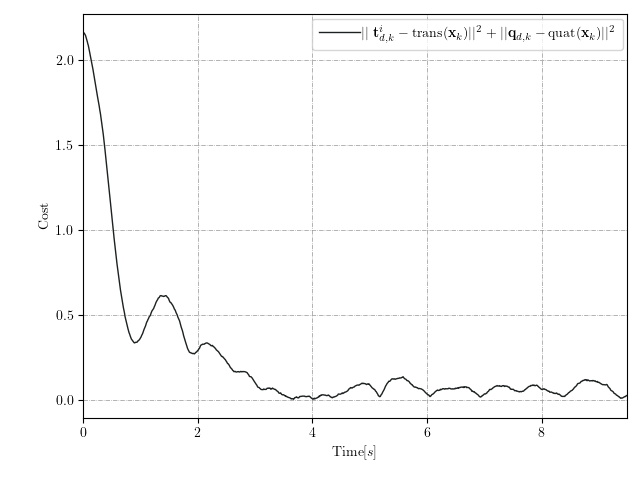 || t^i_{d,k} − trans(x_k)||^2 + ||q_{d,k} − quat(x_k)||^2
2.0
1.5
1.0
0.5
0.0
Cost
0 2 4 6 8
Time[s]